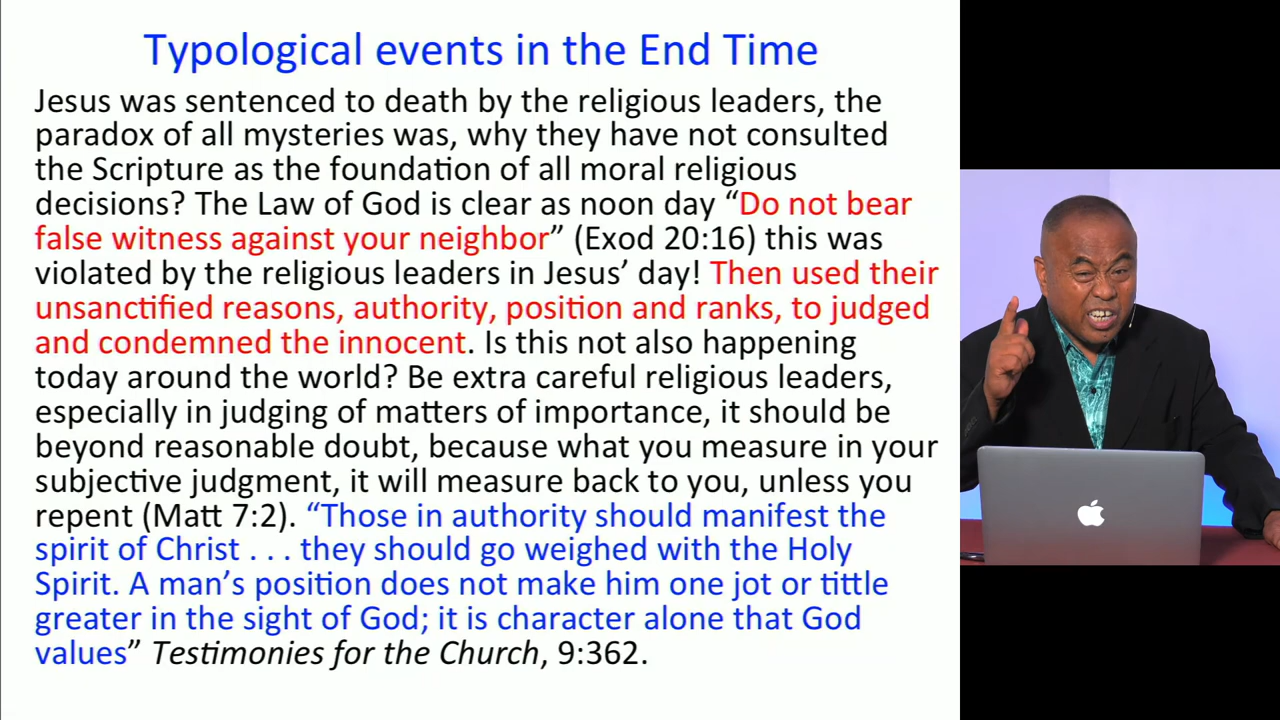 Typological events in the End Time
Jesus was sentenced to death by the religious leaders, the
paradox of all mysteries was, why they have not consulted
the Scripture as the foundation of all moral religious
decisions? The Law of God is clear as noon day “Do not bear
false witness against your neighbor” (Exod 20:16) this was
violated by the religious leaders in Jesus’ day! Then used their
unsanctified reasons, authority, position and ranks, to judged
and condemned the innocent. Is this not also happening
today around the world? Be extra careful religious leaders,
especially in judging of matters of importance, it should be
beyond reasonable doubt, because what you measure in your
subjective judgment, it will measure back to you, unless you
repent (Matt 7:2). “Those in authority should manifest the
spirit of Christ . . . they should go weighed with the Holy
Spirit. A man’s position does not make him one jot or tittle
greater in the sight of God; it is character alone that God
values” Testimonies for the Church, 9:362.